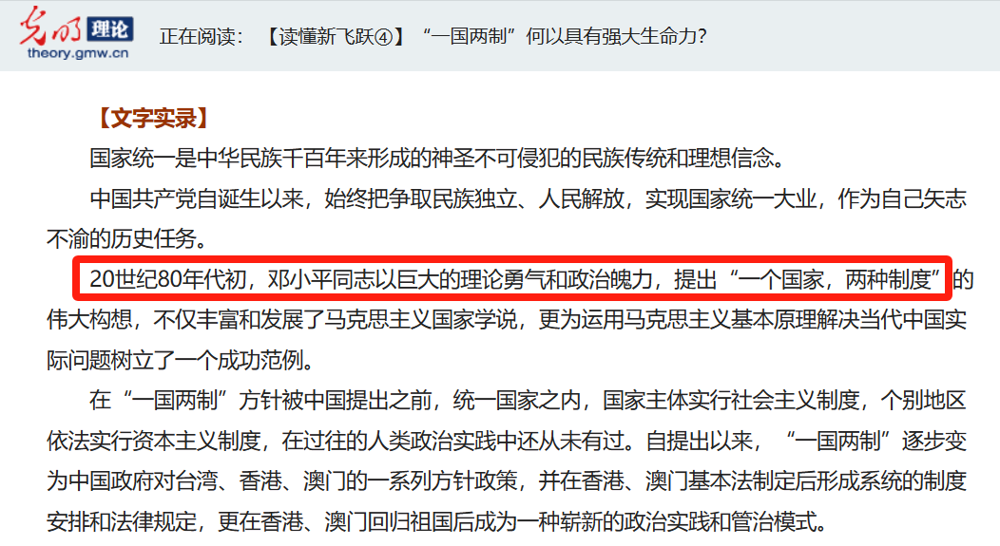 光明 理论
theory.gmw.cn
正在阅读： 【读懂新飞跃④】“一国两制”何以具有强大生命力？
【文字实录】
国家统一是中华民族千百年来形成的神圣不可侵犯的民族传统和理想信念。
中国共产党自诞生以来，始终把争取民族独立、人民解放，实现国家统一大业，作为自己矢志
不渝的历史任务。
20世纪80年代初，邓小平同志以巨大的理论勇气和政治魄力，提出“一个国家，两种制度”的
伟大构想，不仅丰富和发展了马克思主义国家学说，更为运用马克思主义基本原理解决当代中国实
际问题树立了一个成功范例。
在“一国两制”方针被中国提出之前，统一国家之内，国家主体实行社会主义制度，个别地区
依法实行资本主义制度，在过往的人类政治实践中还从未有过。自提出以来，“一国两制”逐步变
为中国政府对台湾、香港、澳门的一系列方针政策，并在香港、澳门基本法制定后形成系统的制度
安排和法律规定，更在香港、澳门回归祖国后成为一种崭新的政治实践和管治模式。